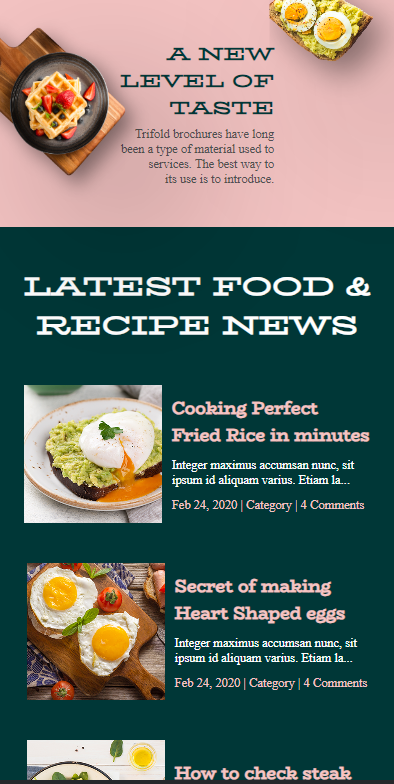 A NEW
LEVEL OF
TASTE
Trifold brochures have long
been a type of material used to
services. The best way to
its use is to introduce.
LATEST FOOD &
RECIPE NEWS
Cooking Perfect
Fried Rice in minutes
Integer maximus accumsan nunc, sit
ipsum id aliquam varius. Etiam la...
Feb 24, 2020 | Category | 4 Comments
Secret of making
Heart Shaped eggs
Integer maximus accumsan nunc, sit
ipsum id aliquam varius. Etiam la...
Feb 24, 2020 | Category | 4 Comments
How to check steak